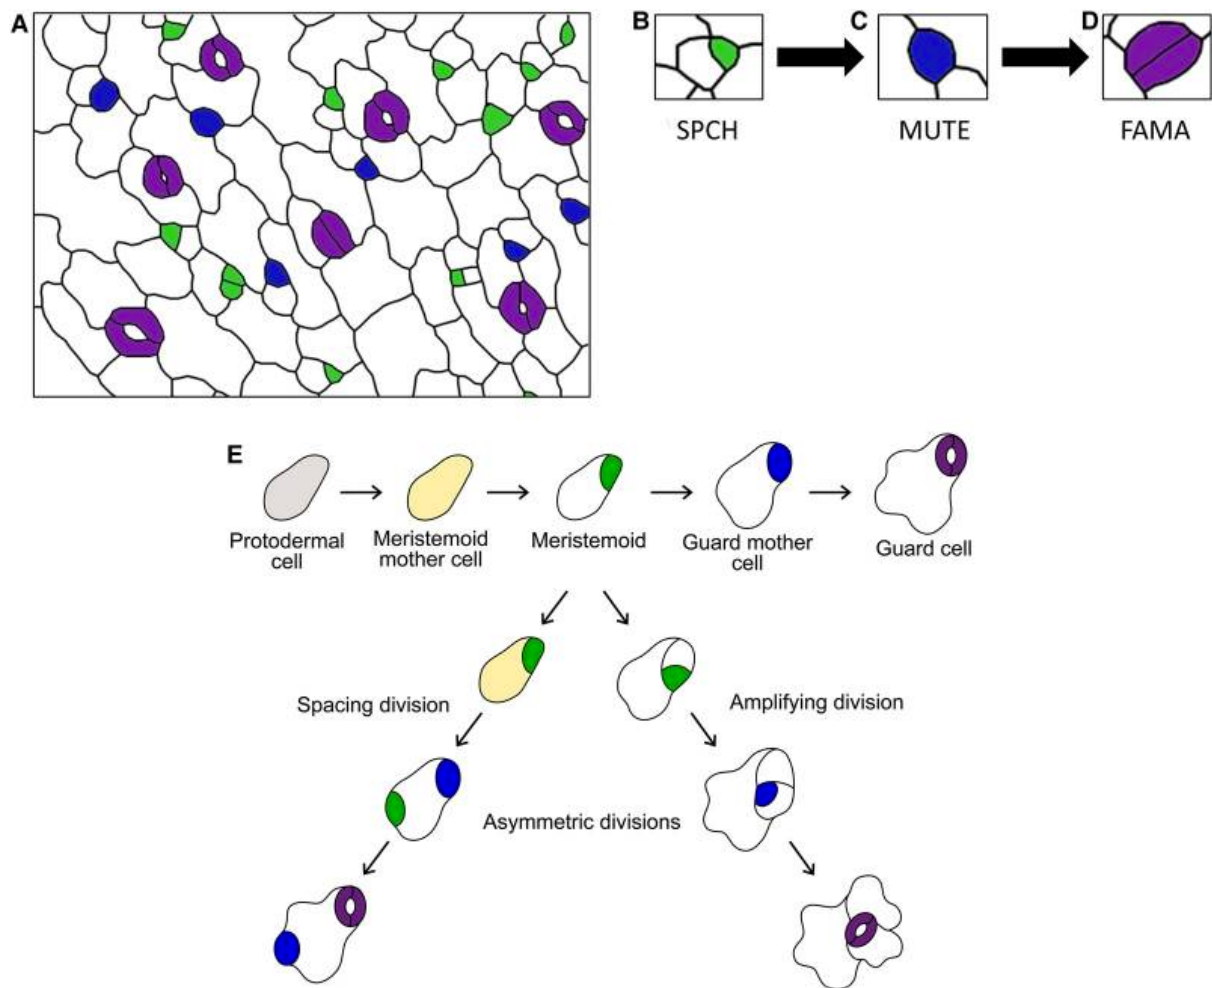 A
B
C
D
SPCH
MUTE
FAMA
E
Protodermal
cell
Meristemoid
mother cell
Meristemoid
Guard mother
cell
Guard cell
Spacing division
Amplifying division
Asymmetric divisions